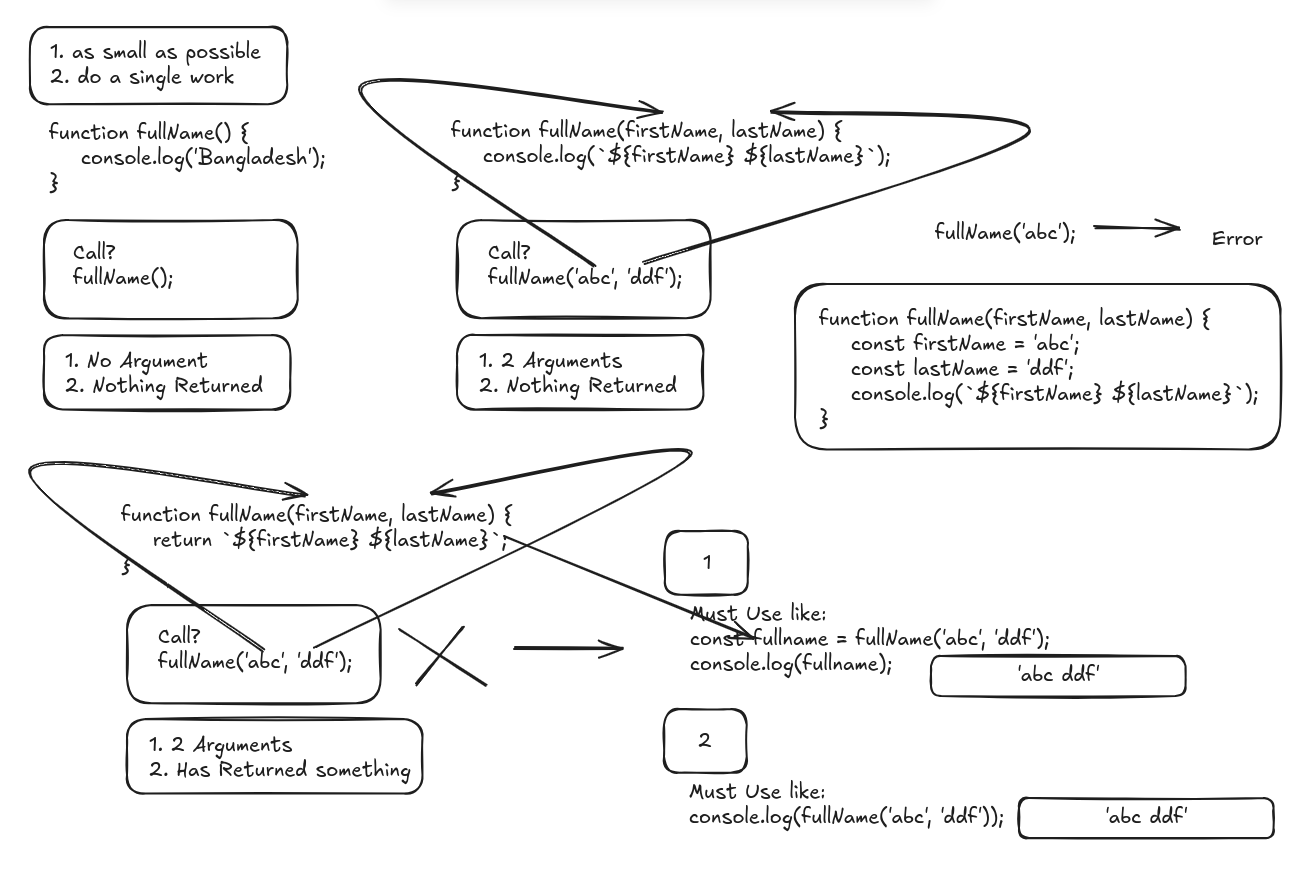 1. as small as possible
2. do a single work
function fullName() {
console.log('Bangladesh');
}
Call?
fullName();
1. No Argument
2. Nothing Returned
function fullName(firstName, lastName) {
console.log(`${firstName} ${lastName}`);
}
Call?
fullName('abc', 'ddf');
1. 2 Arguments
2. Nothing Returned
fullName('abc');
Error
function fullName(firstName, lastName) {
const firstName = 'abc';
const lastName = 'ddf';
console.log(`${firstName} ${lastName}`);
}
function fullName(firstName, lastName) {
return `${firstName} ${lastName}`;
}
Call?
fullName('abc', 'ddf');
1. 2 Arguments
2. Has Returned something
1
Must Use like:
const fullname = fullName('abc', 'ddf');
console.log(fullname);
'abc ddf'
2
Must Use like:
console.log(fullName('abc', 'ddf'));
'abc ddf'